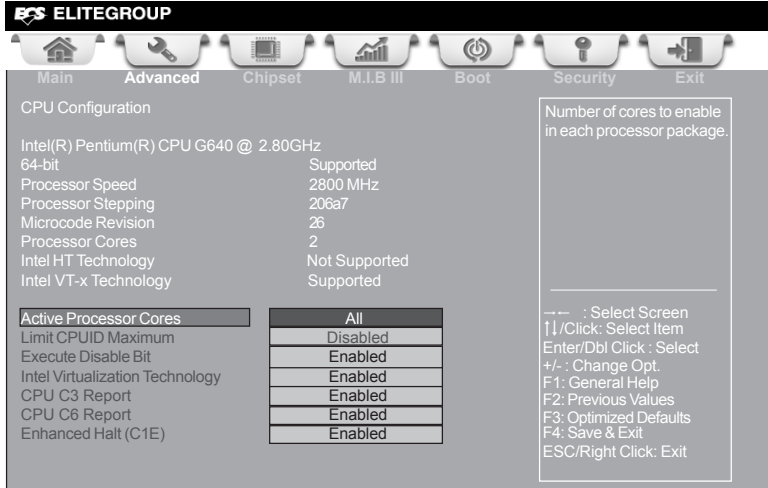 ECS ELITEGROUP
Main Advanced Chipset M.I.B III Boot Security Exit
CPU Configuration
Intel(R) Pentium(R) CPU G640 @ 2.80GHz
64-bit Supported
Processor Speed 2800 MHz
Processor Stepping 206a7
Microcode Revision 26
Processor Cores 2
Intel HT Technology Not Supported
Intel VT-x Technology Supported
Active Processor Cores All
Limit CPUID Maximum Disabled
Execute Disable Bit Enabled
Intel Virtualization Technology Enabled
CPU C3 Report Enabled
CPU C6 Report Enabled
Enhanced Halt (C1E) Enabled
Number of cores to enable
in each processor package.
→← : Select Screen
↑↓/Click: Select Item
Enter/Dbl Click : Select
+/- : Change Opt.
F1: General Help
F2: Previous Values
F3: Optimized Defaults
F4: Save & Exit
ESC/Right Click: Exit